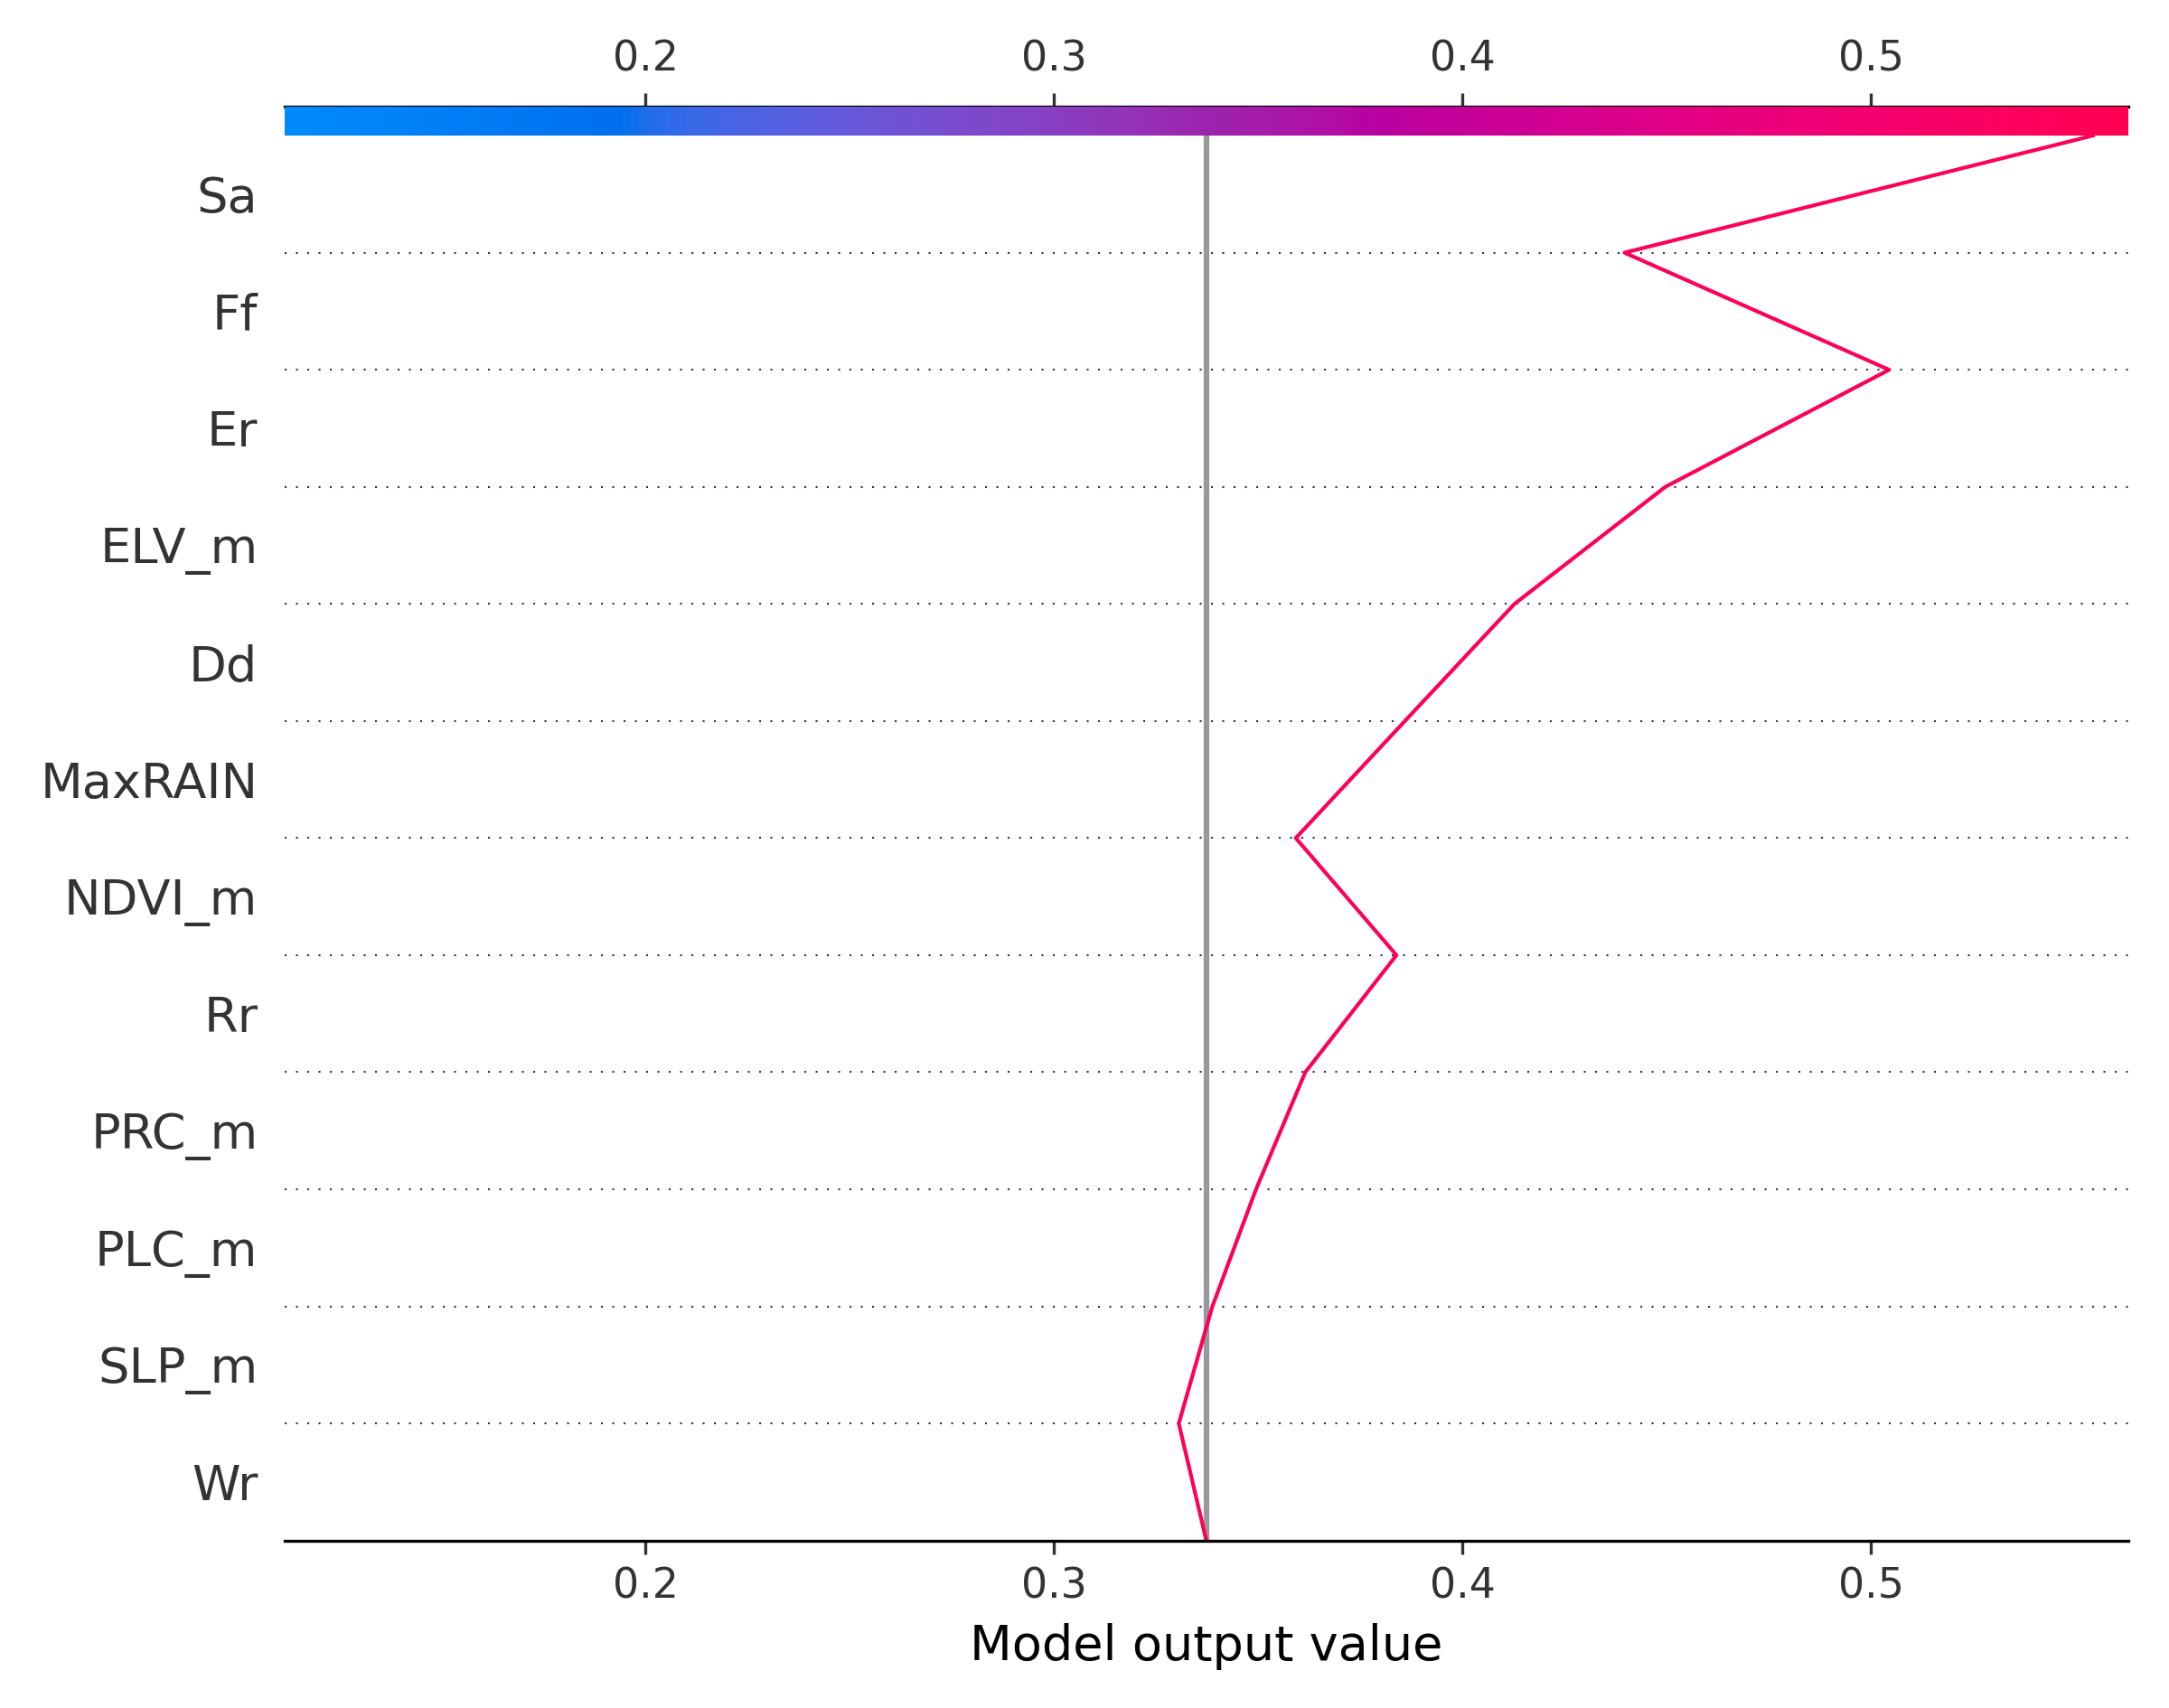 0.2 0.3 0.4 0.5
Sa
Ff
Er
ELV_m
Dd
MaxRAIN
NDVI_m
Rr
PRC_m
PLC_m
SLP_m
Wr
0.2 0.3 0.4 0.5
Model output value